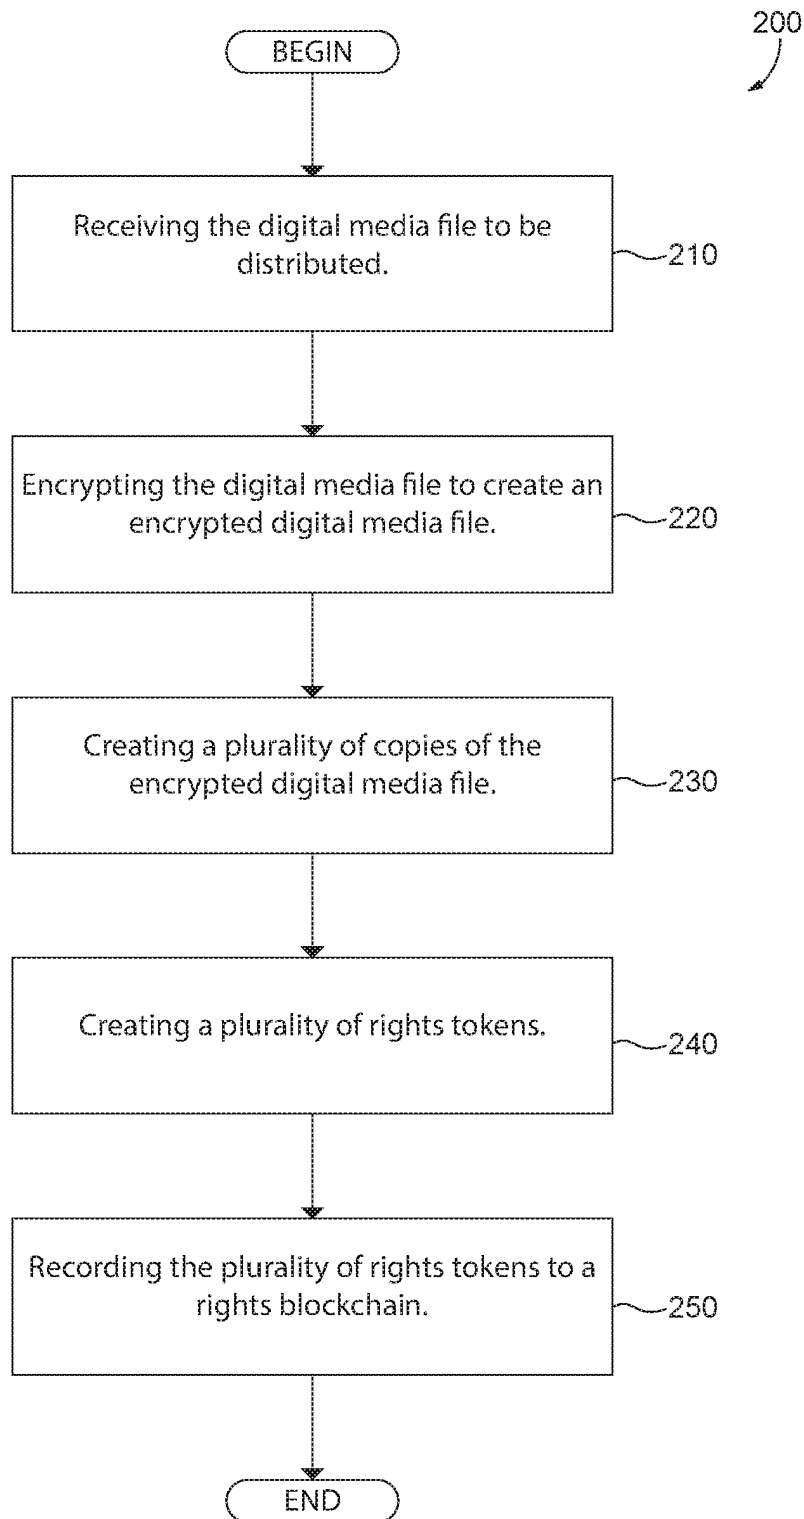 200
BEGIN
Receiving the digital media file to be
distributed.
210
Encrypting the digital media file to create an
encrypted digital media file.
220
Creating a plurality of copies of the
encrypted digital media file.
230
Creating a plurality of rights tokens.
240
Recording the plurality of rights tokens to a
rights blockchain.
250
END